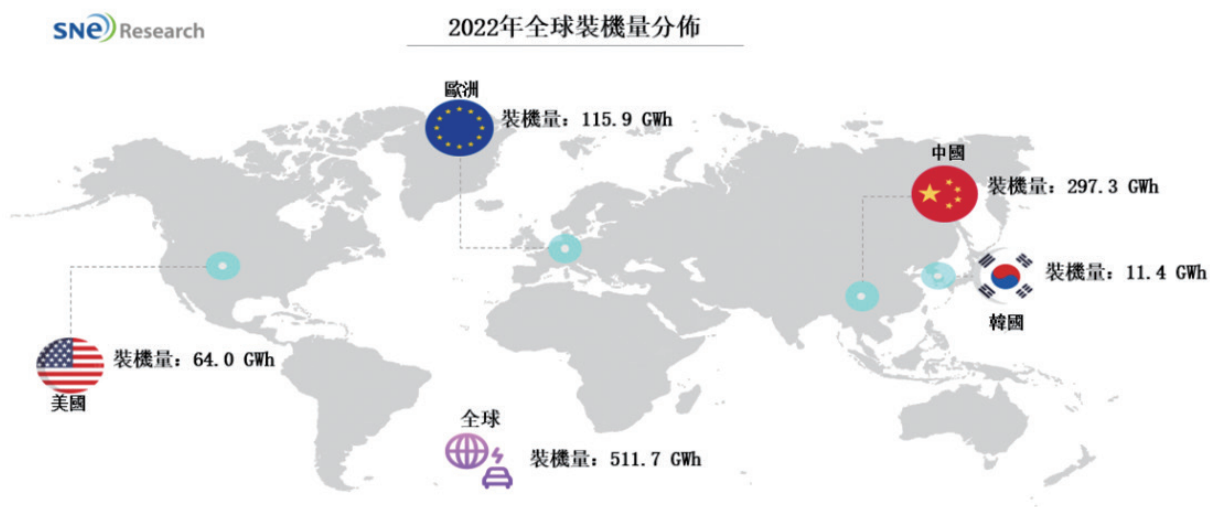 SNE Research
2022年全球裝機量分佈
歐洲
裝機量: 115.9 GWh
中國
裝機量: 297.3 GWh
裝機量: 11.4 GWh
韓國
裝機量: 64.0 GWh
美國
全球
裝機量: 511.7 GWh